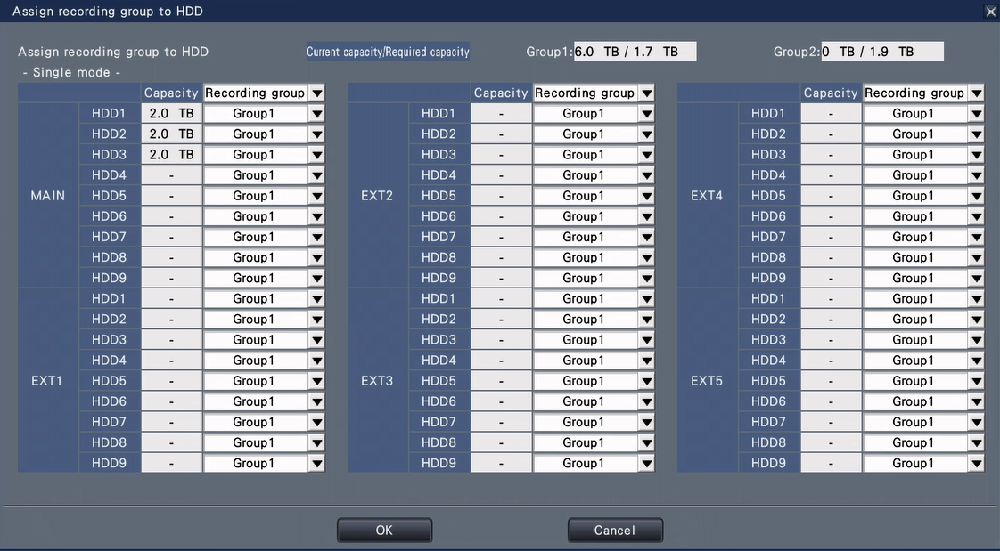 Assign recording group to HDD
Assign recording group to HDD Current capacity/Required capacity Group1: 6.0 TB / 1.7 TB Group2: 0 TB / 1.9 TB
- Single mode -
Capacity Recording group Capacity Recording group Capacity Recording group
HDD1 2.0 TB Group1 HDD1 - Group1 HDD1 - Group1
HDD2 2.0 TB Group1 HDD2 - Group1 HDD2 - Group1
HDD3 2.0 TB Group1 HDD3 - Group1 HDD3 - Group1
HDD4 - Group1 HDD4 - Group1 HDD4 - Group1
MAIN HDD5 - Group1 EXT2 HDD5 - Group1 EXT4 HDD5 - Group1
HDD6 - Group1 HDD6 - Group1 HDD6 - Group1
HDD7 - Group1 HDD7 - Group1 HDD7 - Group1
HDD8 - Group1 HDD8 - Group1 HDD8 - Group1
HDD9 - Group1 HDD9 - Group1 HDD9 - Group1
HDD1 - Group1 HDD1 - Group1 HDD1 - Group1
HDD2 - Group1 HDD2 - Group1 HDD2 - Group1
HDD3 - Group1 HDD3 - Group1 HDD3 - Group1
HDD4 - Group1 HDD4 - Group1 HDD4 - Group1
EXT1 HDD5 - Group1 EXT3 HDD5 - Group1 EXT5 HDD5 - Group1
HDD6 - Group1 HDD6 - Group1 HDD6 - Group1
HDD7 - Group1 HDD7 - Group1 HDD7 - Group1
HDD8 - Group1 HDD8 - Group1 HDD8 - Group1
HDD9 - Group1 HDD9 - Group1 HDD9 - Group1
OK Cancel